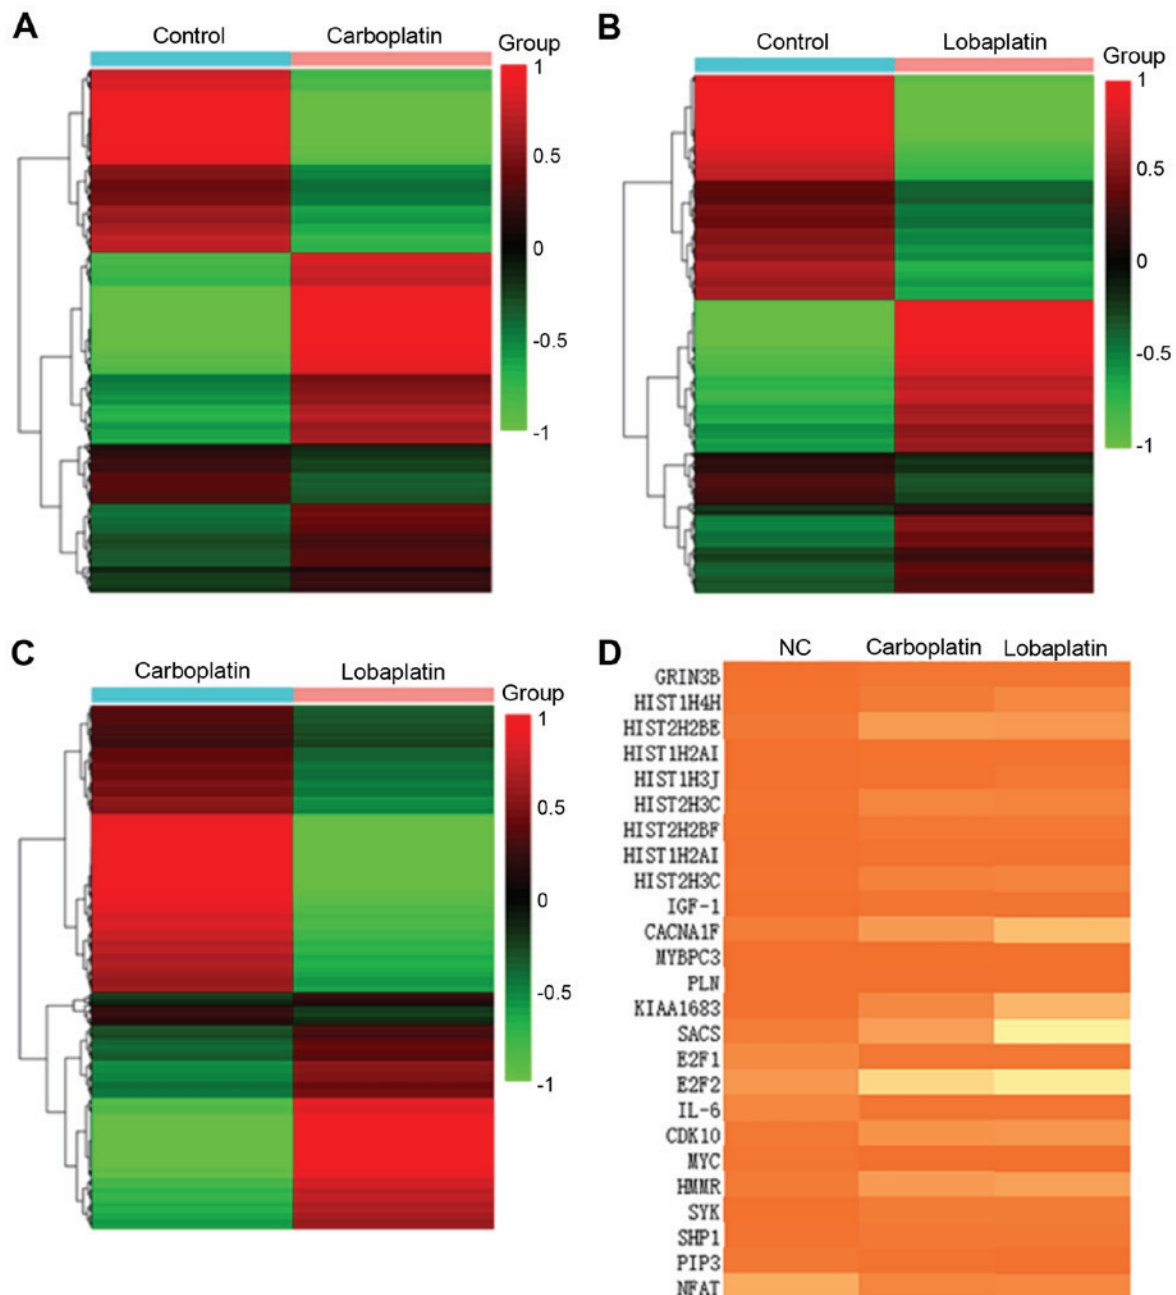 A
Control Carboplatin Group
1
0.5
0
-0.5
-1
B
Control Lobaplatin Group
1
0.5
0
-0.5
-1
C
Carboplatin Lobaplatin Group
1
0.5
0
-0.5
-1
D
NC Carboplatin Lobaplatin
GRIN3B
HIST1H4H
HIST2H2BE
HIST1H2AI
HIST1H3J
HIST2H3C
HIST2H2BF
HIST1H2AI
HIST2H3C
IGF-1
CACNA1F
MYBPC3
PLN
KIAA1683
SACS
E2F1
E2F2
IL-6
CDK10
MYC
HMMR
SYK
SHP1
PIP3
NFAT